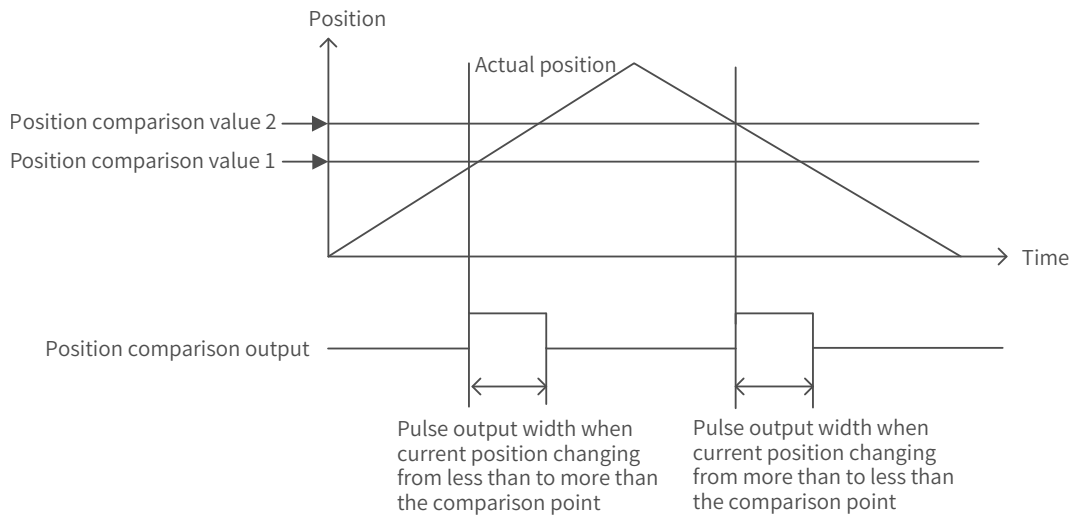 Position
Actual position
Position comparison value 2
Position comparison value 1
Time
Position comparison output
Pulse output width when
current position changing
from less than to more than
the comparison point
Pulse output width when
current position changing
from more than to less than
the comparison point